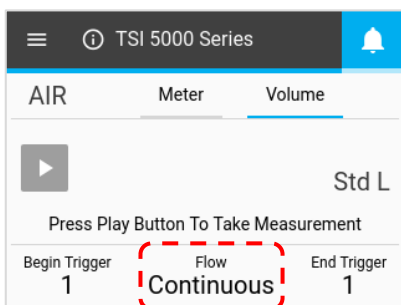 TSI 5000 Series
AIR Meter Volume
Std L
Press Play Button To Take Measurement
Begin Trigger Flow End Trigger
1 Continuous 1